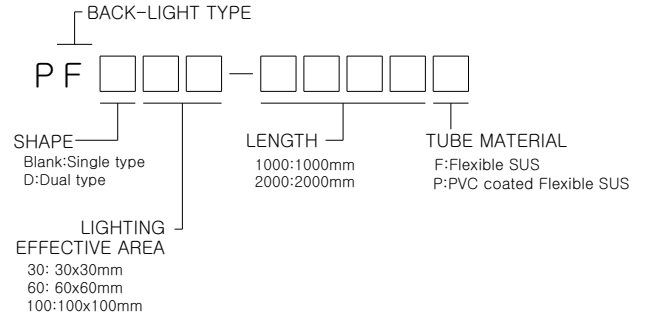 BACK-LIGHT TYPE
PF □□□-□□□□□
SHAPE
Blank:Single type
D:Dual type
LIGHTING
EFFECTIVE AREA
30: 30x30mm
60: 60x60mm
100:100x100mm
LENGTH
1000:1000mm
2000:2000mm
TUBE MATERIAL
F:Flexible SUS
P:PVC coated Flexible SUS